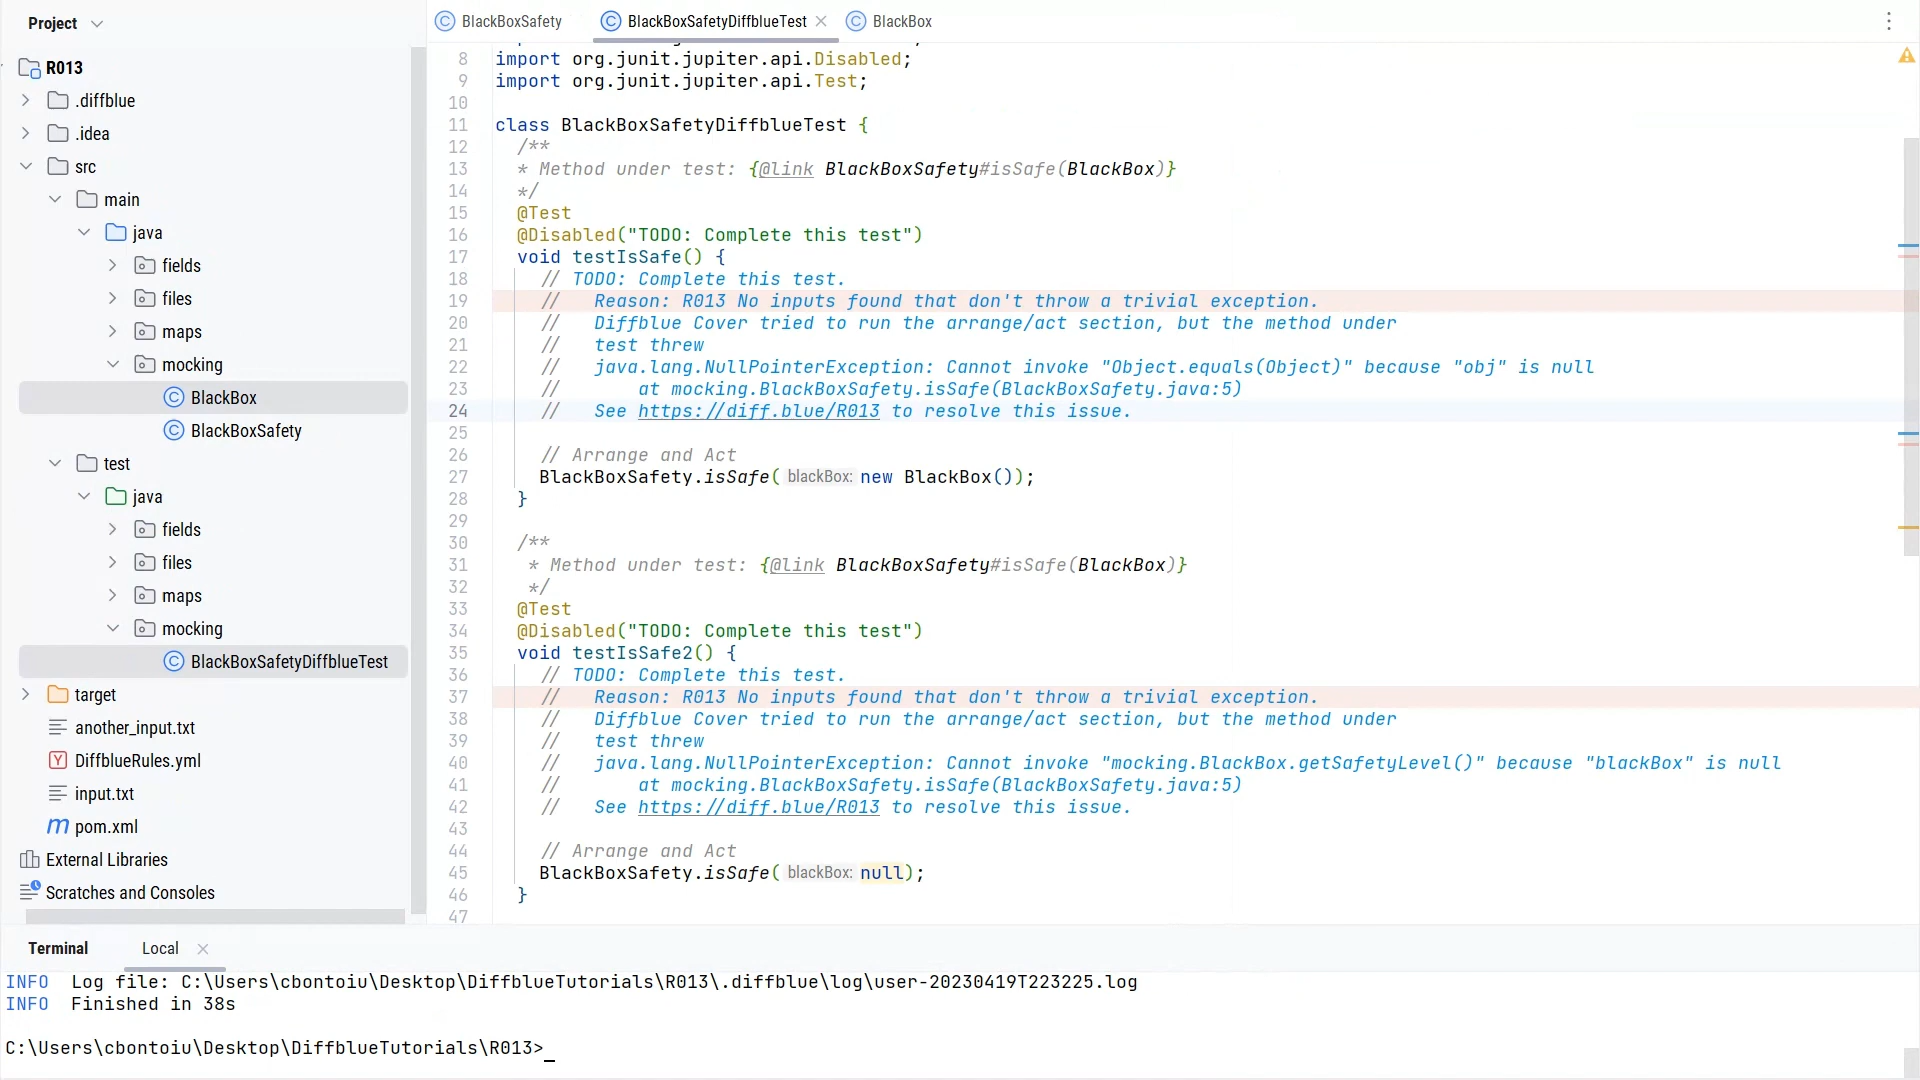 Project
BlackBoxSafety
BlackBoxSafetyDiffblueTest
BlackBox
R013
.diffblue
.idea
src
main
java
fields
files
maps
mocking
BlackBox
BlackBoxSafety
test
java
fields
files
maps
mocking
BlackBoxSafetyDiffblueTest
target
another_input.txt
DiffblueRules.yml
input.txt
pom.xml
External Libraries
Scratches and Consoles
8 import org.junit.jupiter.api.Disabled;
9 import org.junit.jupiter.api.Test;
10
11 class BlackBoxSafetyDiffblueTest {
12 /**
13 * Method under test: {@link BlackBoxSafety#isSafe(BlackBox)}
14 */
15 @Test
16 @Disabled("TODO: Complete this test")
17 void testIsSafe() {
18 // TODO: Complete this test.
19 // Reason: R013 No inputs found that don't throw a trivial exception.
20 // Diffblue Cover tried to run the arrange/act section, but the method under
21 // test threw
22 // java.lang.NullPointerException: Cannot invoke "Object.equals(Object)" because "obj" is null
23 // at mocking.BlackBoxSafety.isSafe(BlackBoxSafety.java:5)
24 // See https://diff.blue/R013 to resolve this issue.
25
26 // Arrange and Act
27 BlackBoxSafety.isSafe( blackBox: new BlackBox());
28 }
29
30 /**
31 * Method under test: {@link BlackBoxSafety#isSafe(BlackBox)}
32 */
33 @Test
34 @Disabled("TODO: Complete this test")
35 void testIsSafe2() {
36 // TODO: Complete this test.
37 // Reason: R013 No inputs found that don't throw a trivial exception.
38 // Diffblue Cover tried to run the arrange/act section, but the method under
39 // test threw
40 // java.lang.NullPointerException: Cannot invoke "mocking.BlackBox.getSafetyLevel()" because "blackBox" is null
41 // at mocking.BlackBoxSafety.isSafe(BlackBoxSafety.java:5)
42 // See https://diff.blue/R013 to resolve this issue.
43
44 // Arrange and Act
45 BlackBoxSafety.isSafe( blackBox: null);
46 }
47
Terminal
Local
INFO Log file: C:\Users\cbontoiu\Desktop\DiffblueTutorials\R013\.diffblue\log\user-20230419T223225.log
INFO Finished in 38s
C:\Users\cbontoiu\Desktop\DiffblueTutorials\R013>_